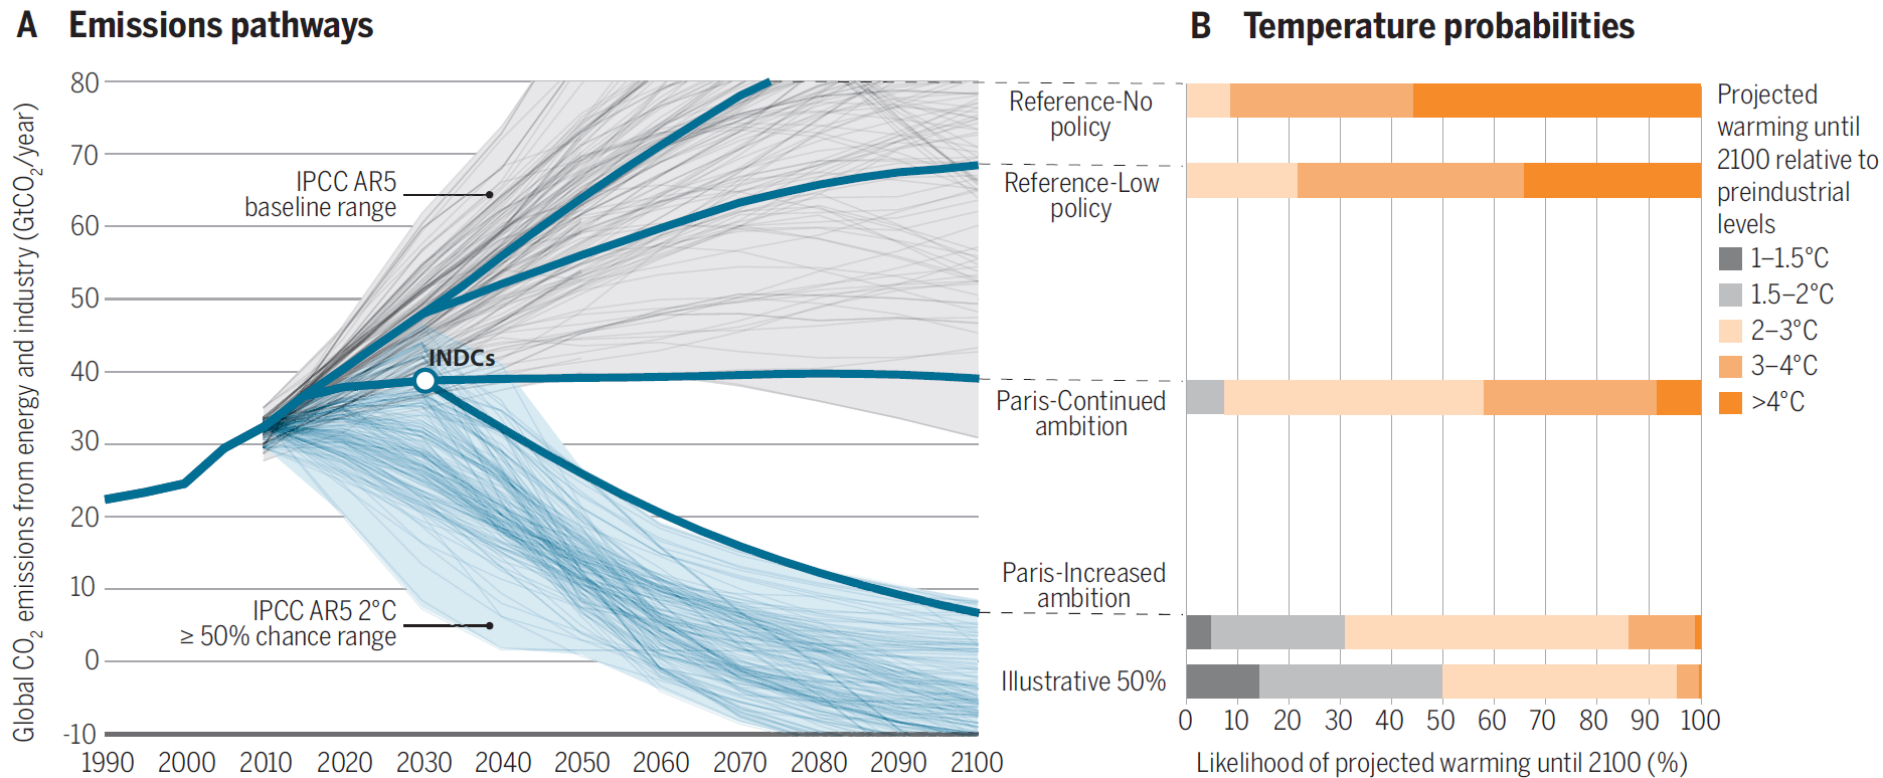 A Emissions pathways
Global CO2 emissions from energy and industry (GtCO2/year)
80
70
60
50
40
30
20
10
0
-10
1990 2000 2010 2020 2030 2040 2050 2060 2070 2080 2090 2100
IPCC AR5
baseline range
INDCs
IPCC AR5 2°C
≥ 50% chance range
Reference-No
policy
Reference-Low
policy
Paris-Continued
ambition
Paris-Increased
ambition
Illustrative 50%
B Temperature probabilities
0 10 20 30 40 50 60 70 80 90 100
Likelihood of projected warming until 2100 (%)
Projected
warming until
2100 relative to
preindustrial
levels
1–1.5°C
1.5–2°C
2–3°C
3–4°C
>4°C